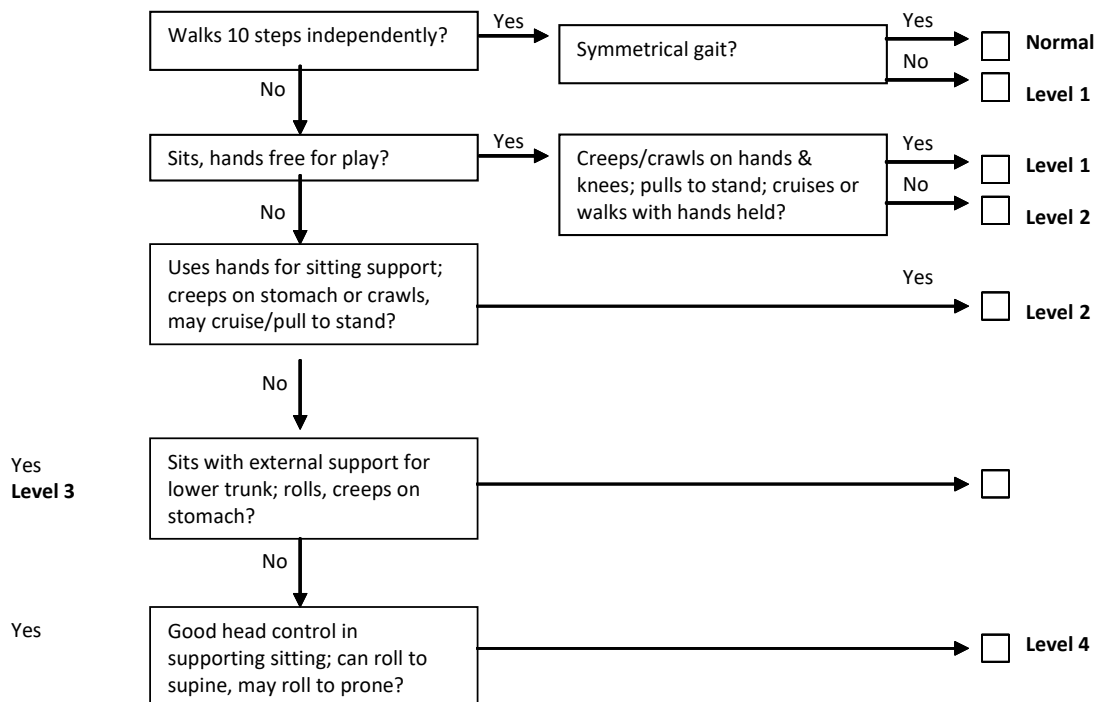 Walks 10 steps independently?
Yes
Symmetrical gait?
Yes
Normal
No
Level 1
No
Sits, hands free for play?
Yes
Creeps/crawls on hands &
knees; pulls to stand; cruises or
walks with hands held?
Yes
Level 1
No
Level 2
No
Uses hands for sitting support;
creeps on stomach or crawls,
may cruise/pull to stand?
Yes
Level 2
No
Yes
Level 3
Sits with external support for
lower trunk; rolls, creeps on
stomach?
No
Yes
Good head control in
supporting sitting; can roll to
supine, may roll to prone?
Level 4